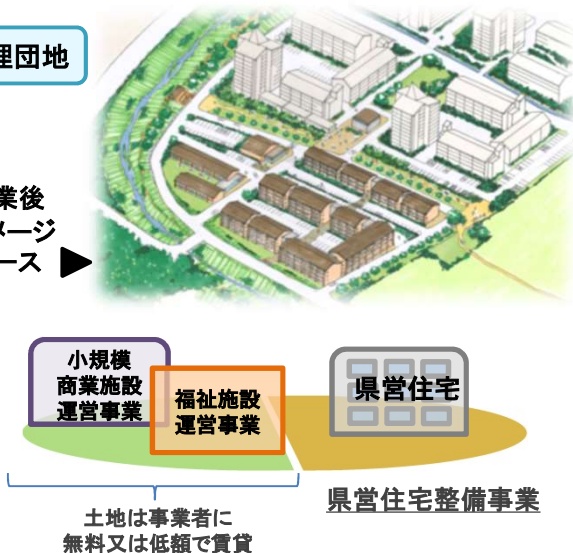 理団地
業後
メージ
ース ▶
小規模
商業施設
運営事業
福祉施設
運営事業
県営住宅
県営住宅整備事業
土地は事業者に
無料又は低額で賃貸